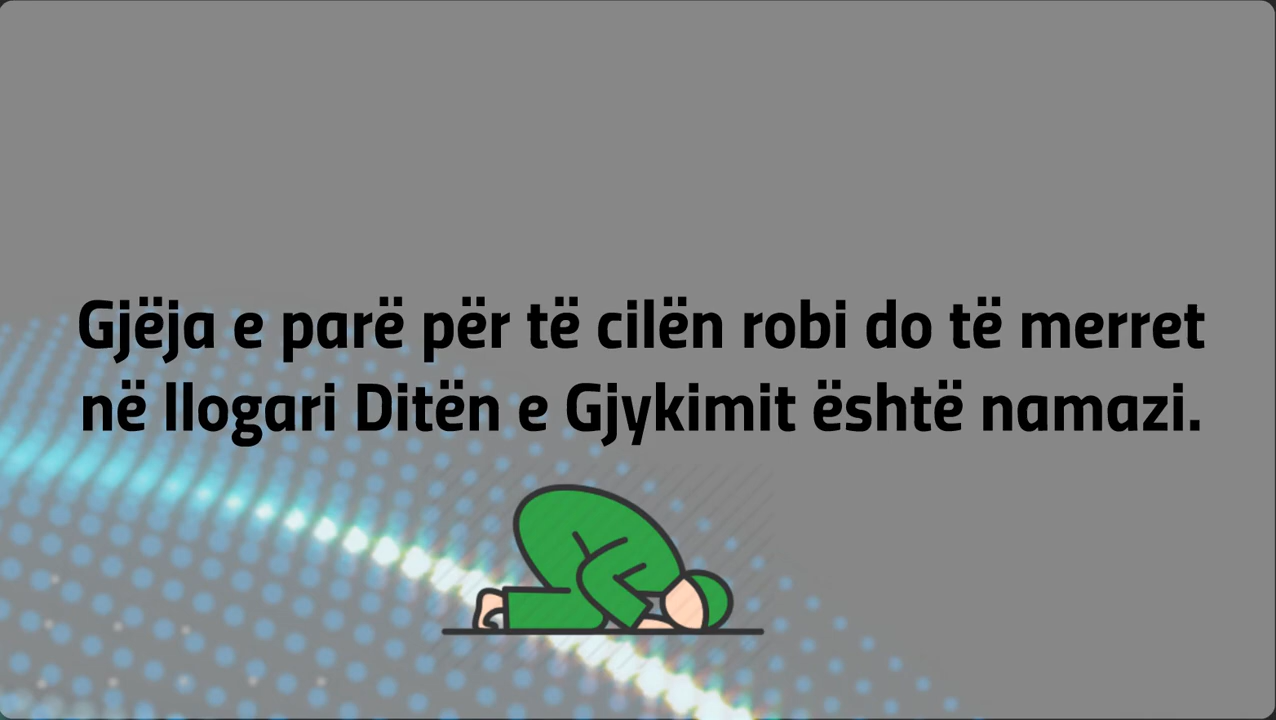 Gjëja e parë për të cilën robi do të merret
në llogari Ditën e Gjykimit është namazi.